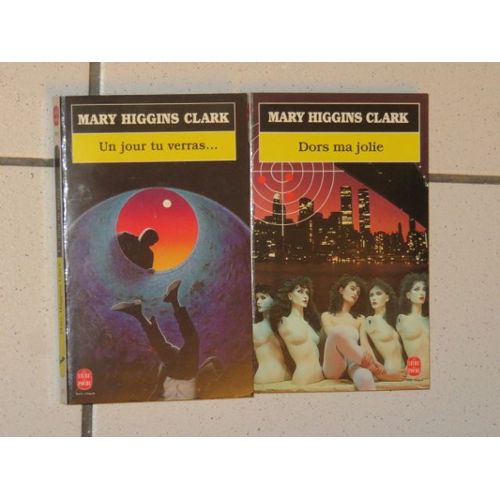 MARY HIGGINS CLARK
Un jour tu verras...
MARY HIGGINS CLARK
Dors ma jolie